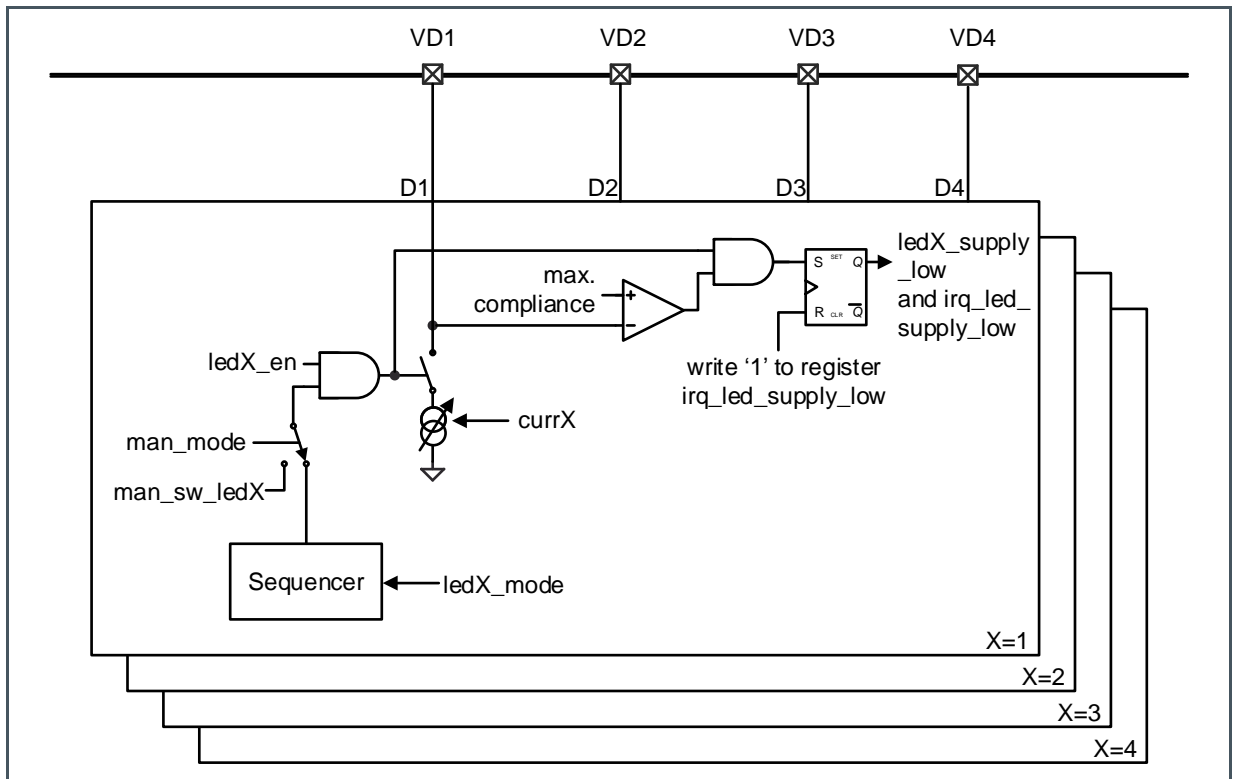 VD1
VD2
VD3
VD4
D1
D2
D3
D4
ledX_supply
_low
and irq_led_
supply_low
S
SET
Q
R
CLR
Q
max.
compliance
+
-
write ‘1’ to register
irq_led_supply_low
ledX_en
currX
man_mode
man_sw_ledX
Sequencer
ledX_mode
X=1
X=2
X=3
X=4